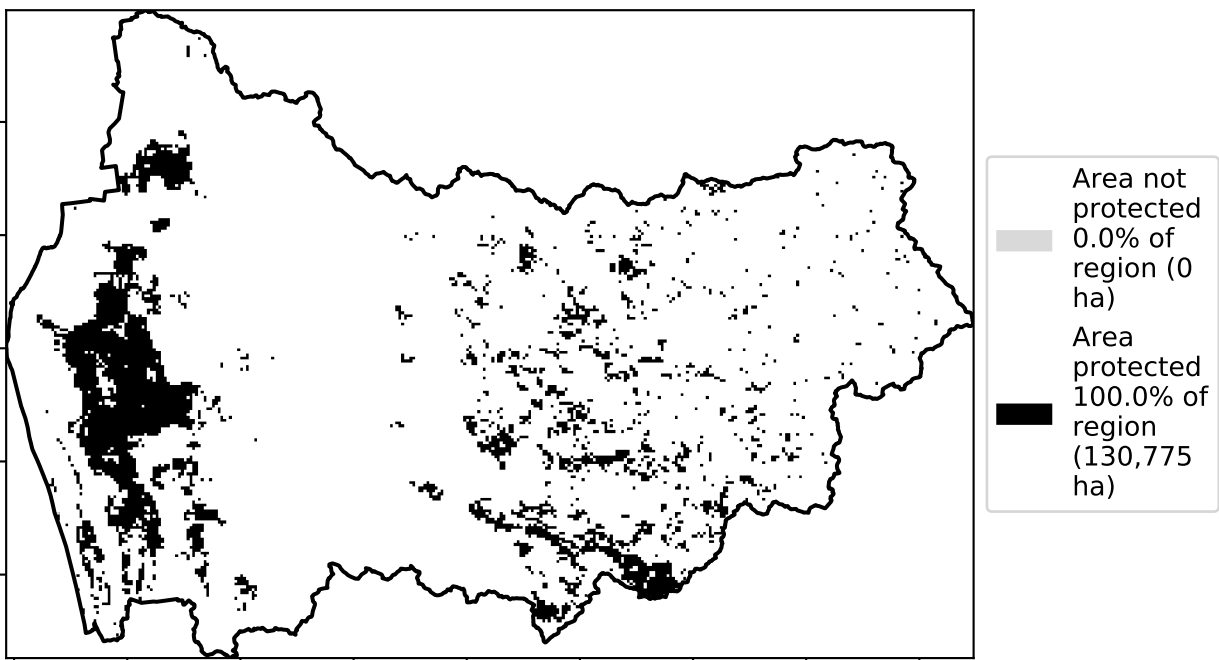 Area not
protected
0.0% of
region (0
ha)
Area
protected
100.0% of
region
(130,775
ha)